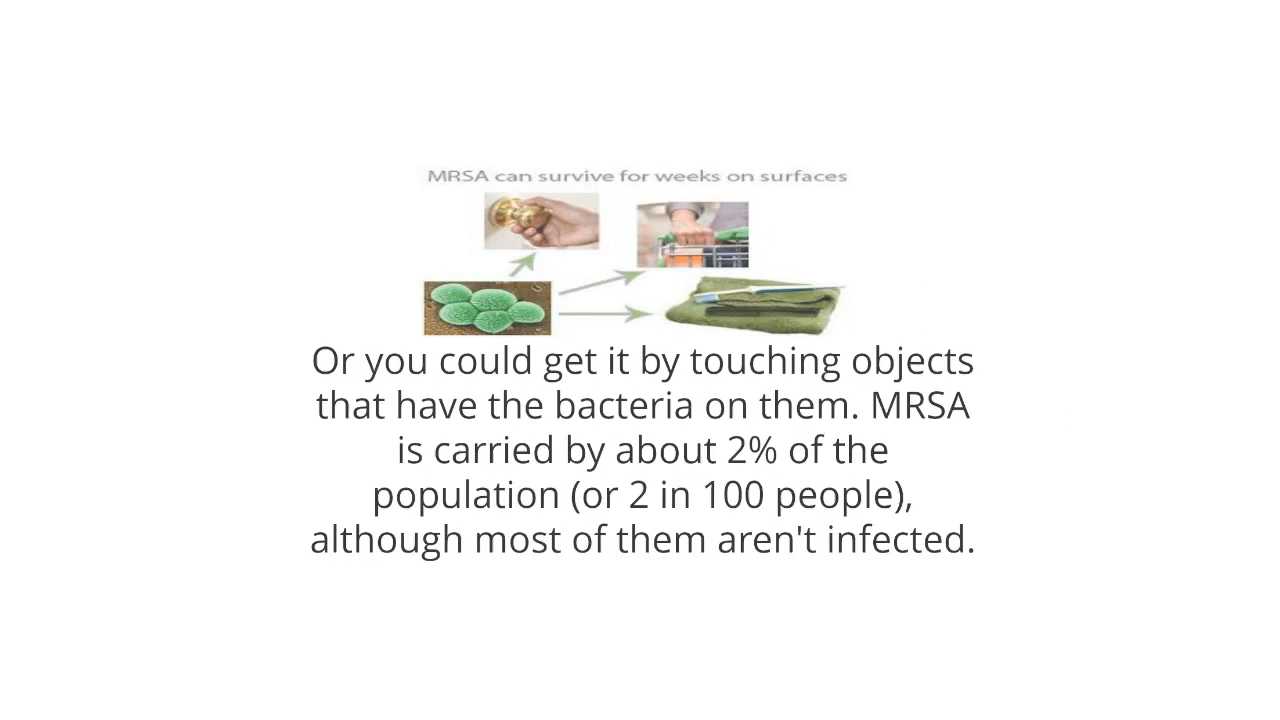 MRSA can survive for weeks on surfaces
Or you could get it by touching objects
that have the bacteria on them. MRSA
is carried by about 2% of the
population (or 2 in 100 people),
although most of them aren't infected.